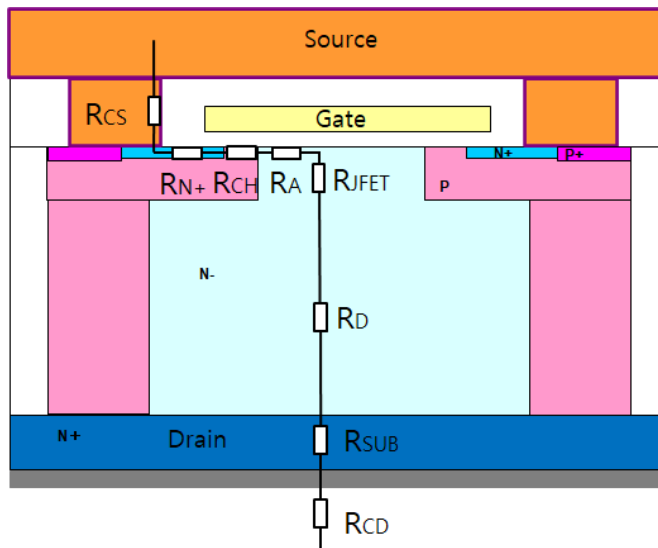 Source
RCS
Gate
N+ P+
RN+ RCH RA RJFET P
N-
RD
N+ Drain RSUB
RCD